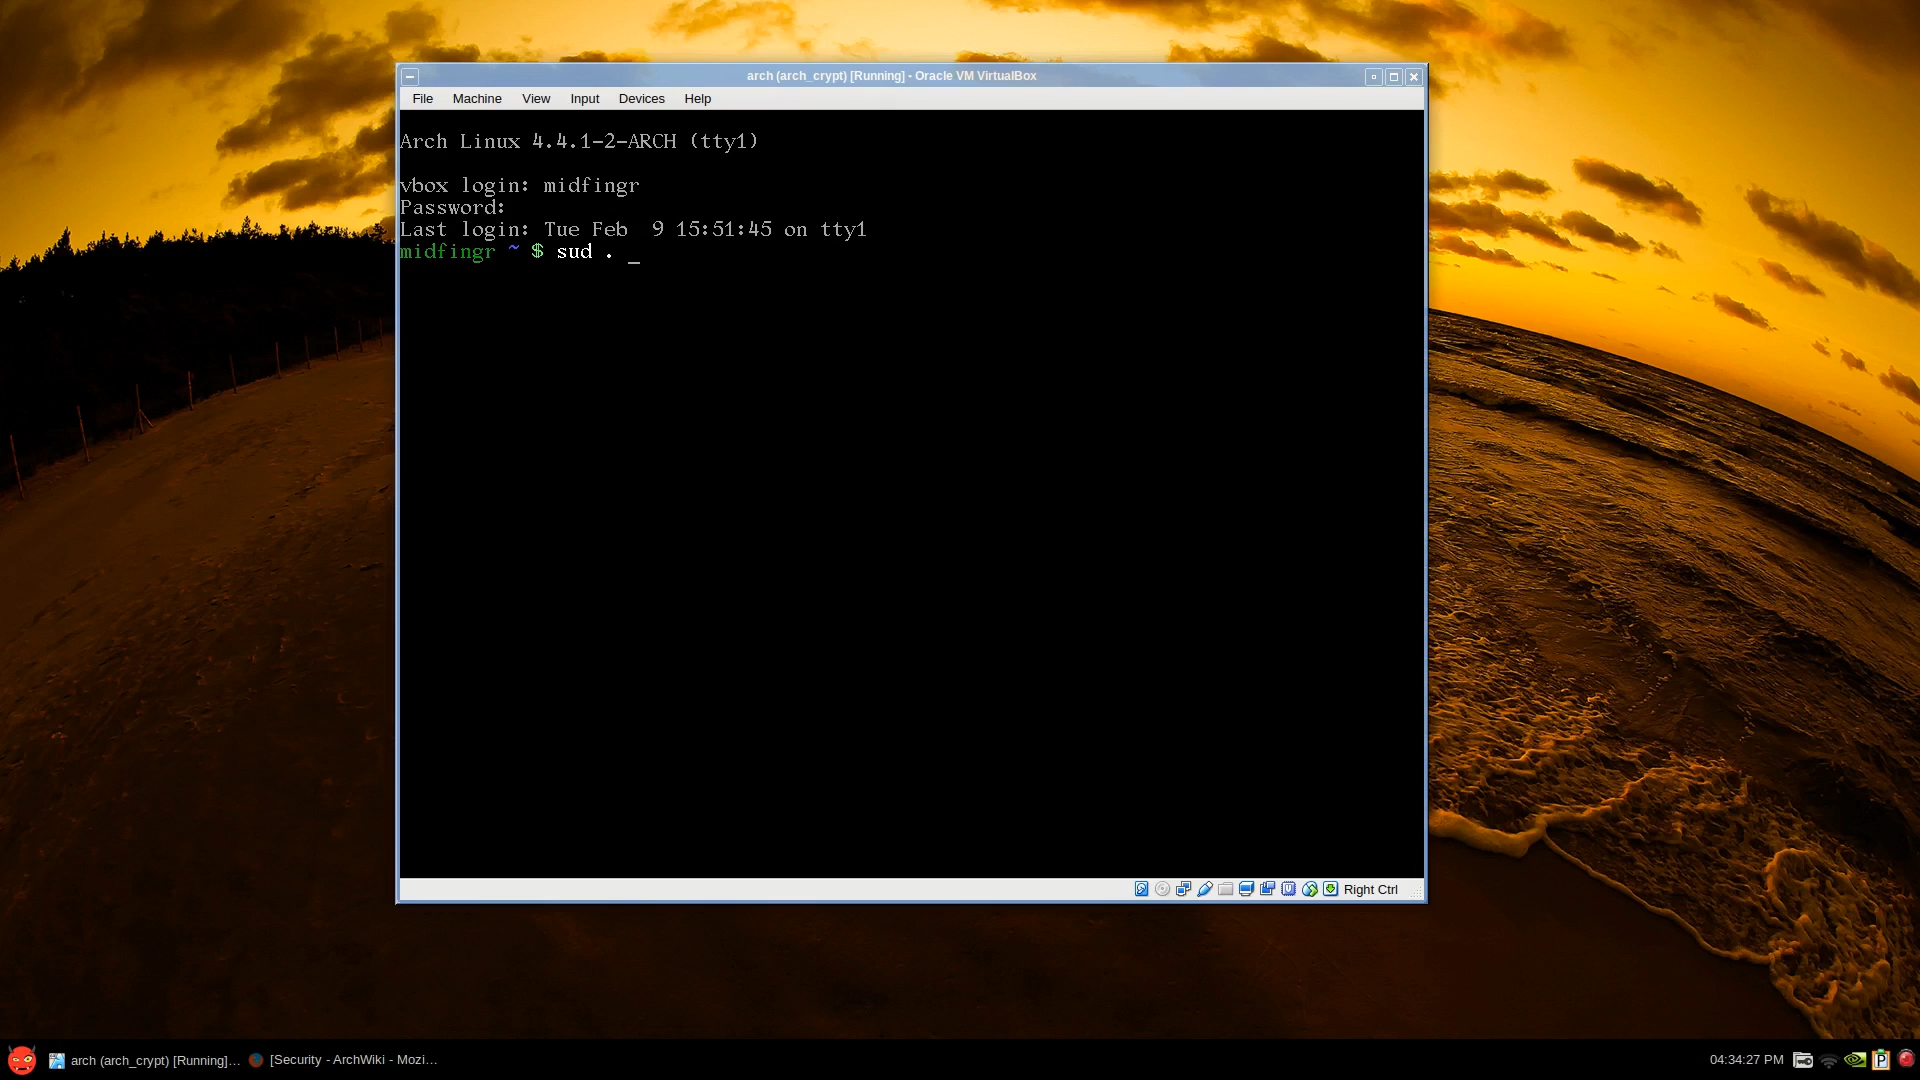 arch (arch_crypt) [Running] - Oracle VM VirtualBox
File Machine View Input Devices Help
Arch Linux 4.4.1-2-ARCH (tty1)
vbox login: midfingr
Password:
Last login: Tue Feb  9 15:51:45 on tty1
midfingr ~ $ sud . _
Right Ctrl
arch (arch_crypt) [Running]... [Security - ArchWiki - Mozi... 04:34:27 PM